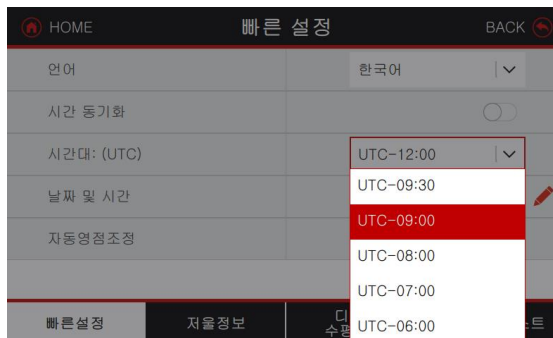 HOME 빠른 설정 BACK
언어 한국어
시간 동기화
시간대: (UTC) UTC-12:00
UTC-09:30
날짜 및 시간
UTC-09:00
자동영점조정
UTC-08:00
UTC-07:00
빠른설정 저울정보
UTC-06:00